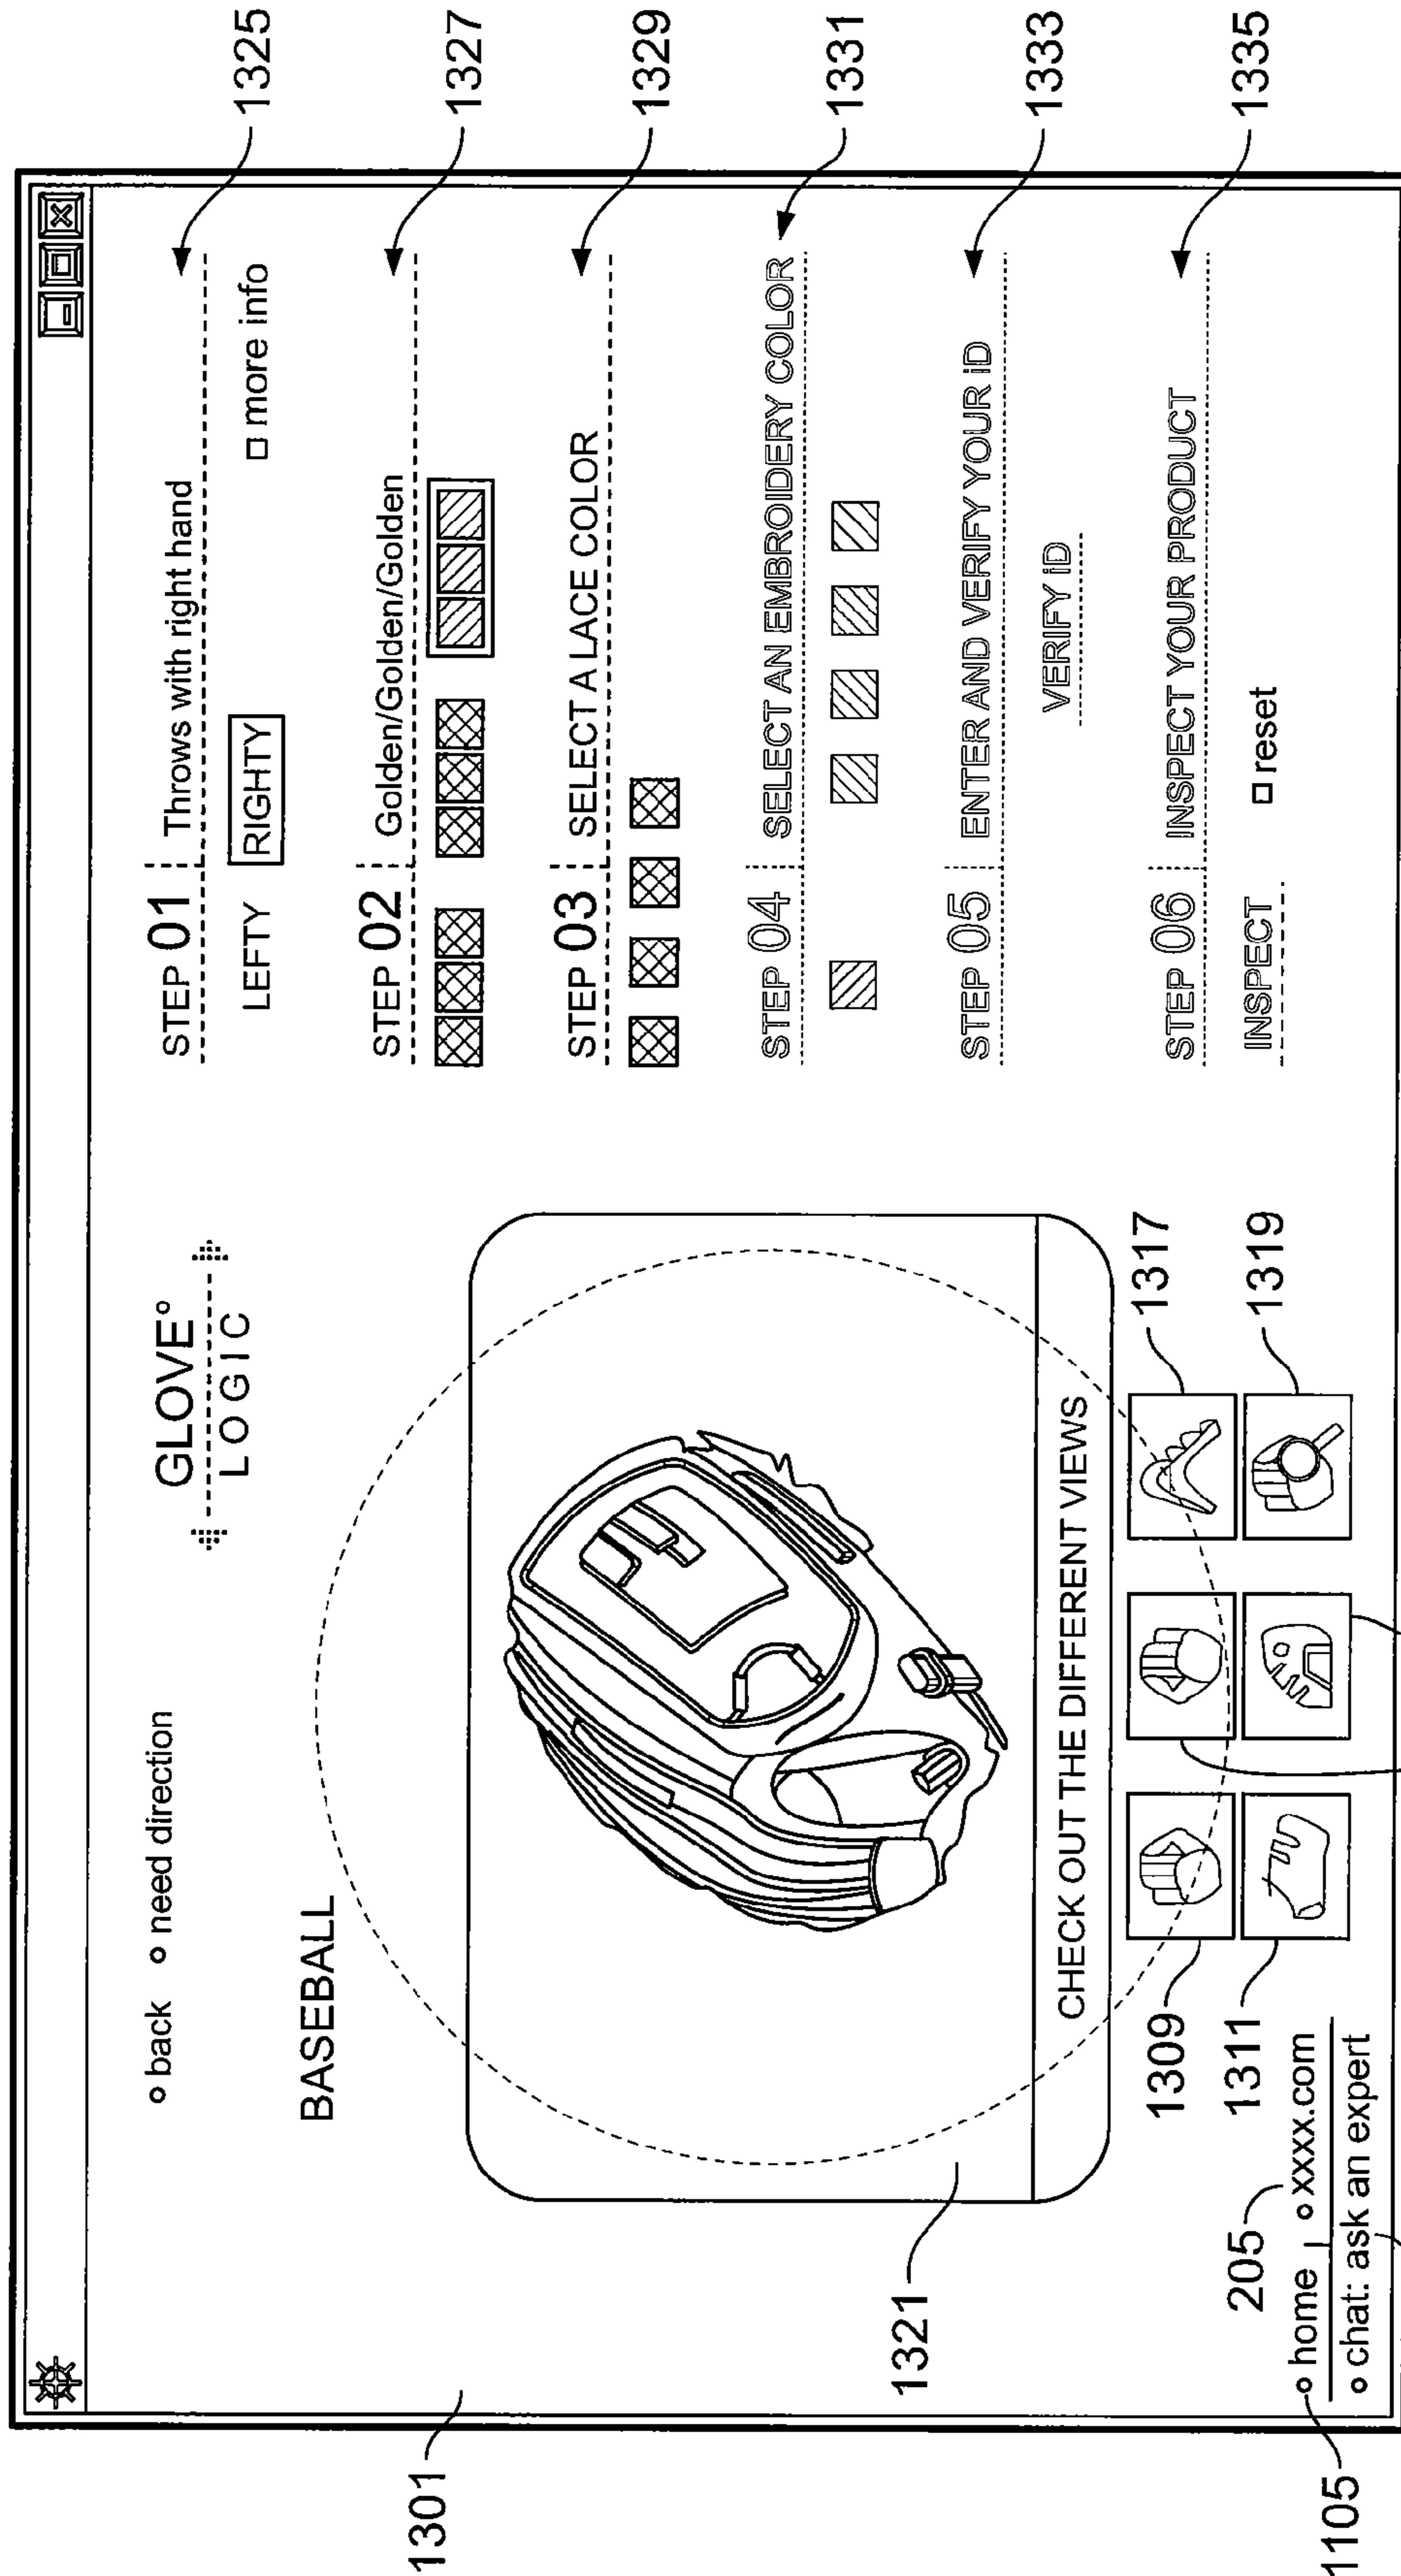 ○ back ○ need direction
GLOVE°
LOGIC
BASEBALL
CHECK OUT THE DIFFERENT VIEWS
STEP 01 Throws with right hand
LEFTY RIGHTY □ more info
STEP 02 Golden/Golden/Golden
STEP 03 SELECT A LACE COLOR
STEP 04 SELECT AN EMBROIDERY COLOR
STEP 05 ENTER AND VERIFY YOUR iD
VERIFY iD
STEP 06 INSPECT YOUR PRODUCT
INSPECT □ reset
○ home ○ xxxx.com
○ chat: ask an expert
1301
1321
205
1105
1309
1311
1317
1319
1325
1327
1329
1331
1333
1335